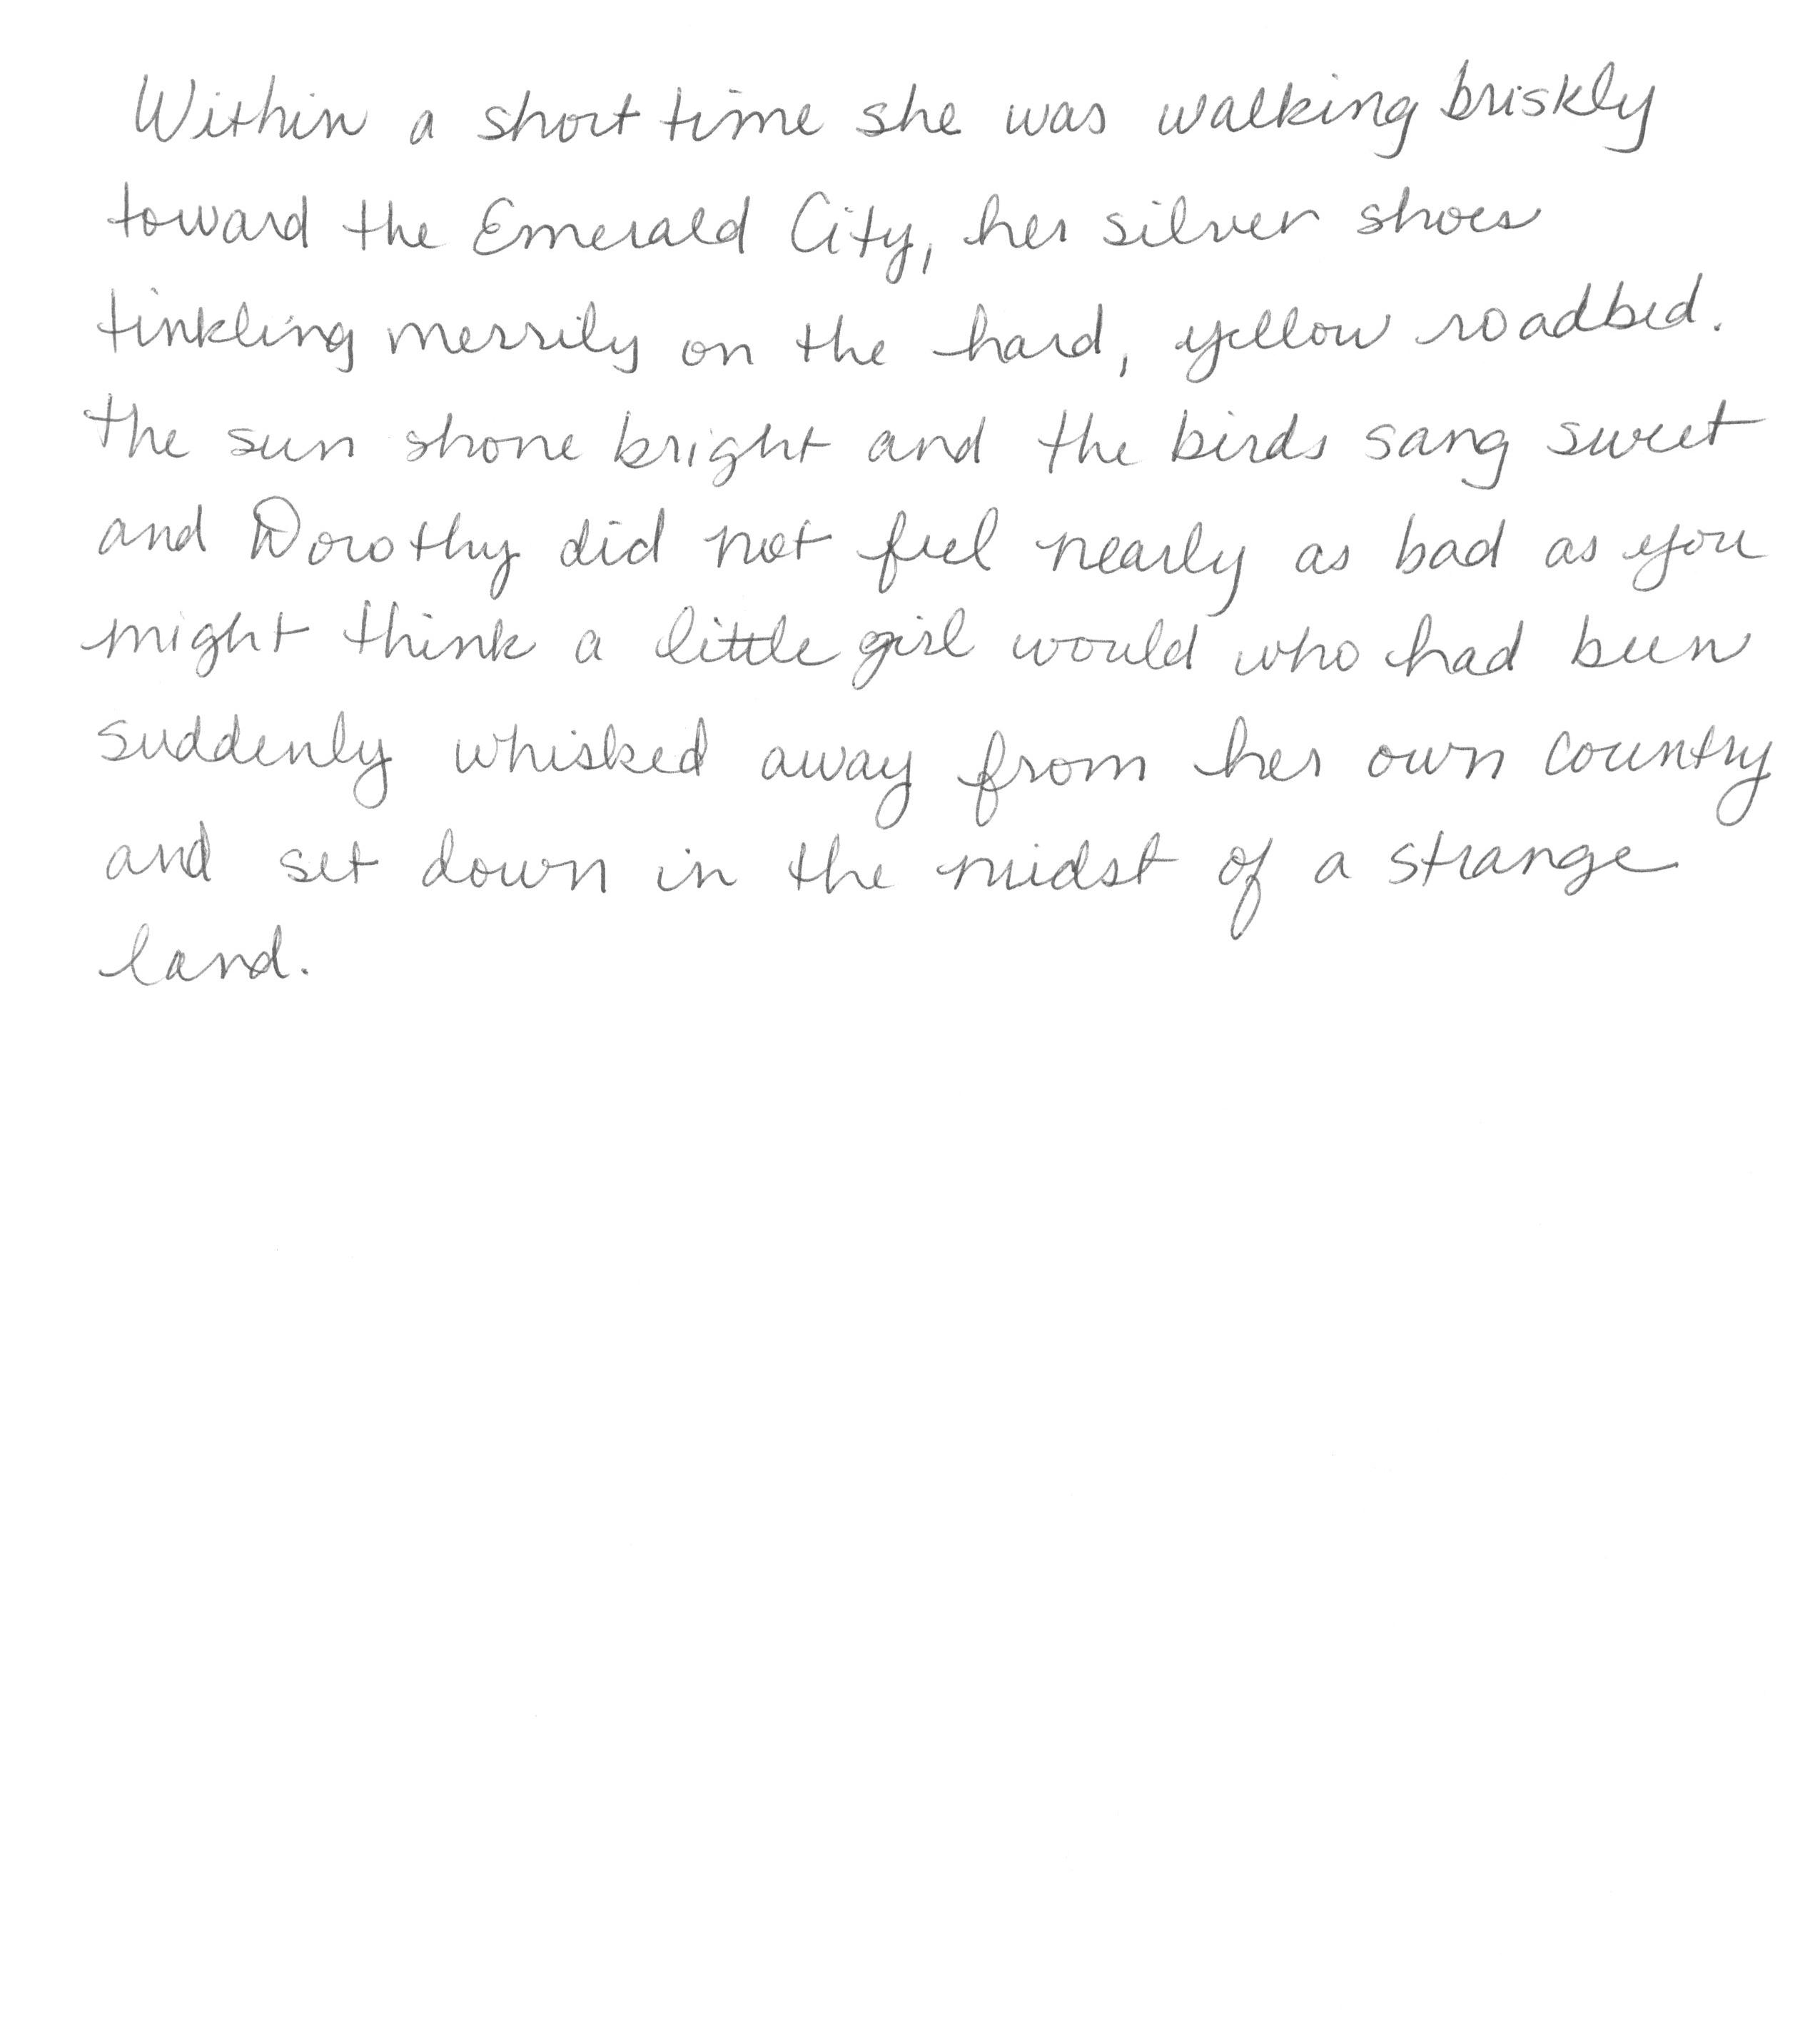 Within a short time she was walking briskly
toward the Emerald City, her silver shoes
tinkling merrily on the hard, yellow roadbed.
the sun shone bright and the birds sang sweet
and Dorothy did not feel nearly as bad as you
might think a little girl would who had been
suddenly whisked away from her own country
and set down in the midst of a strange
land.